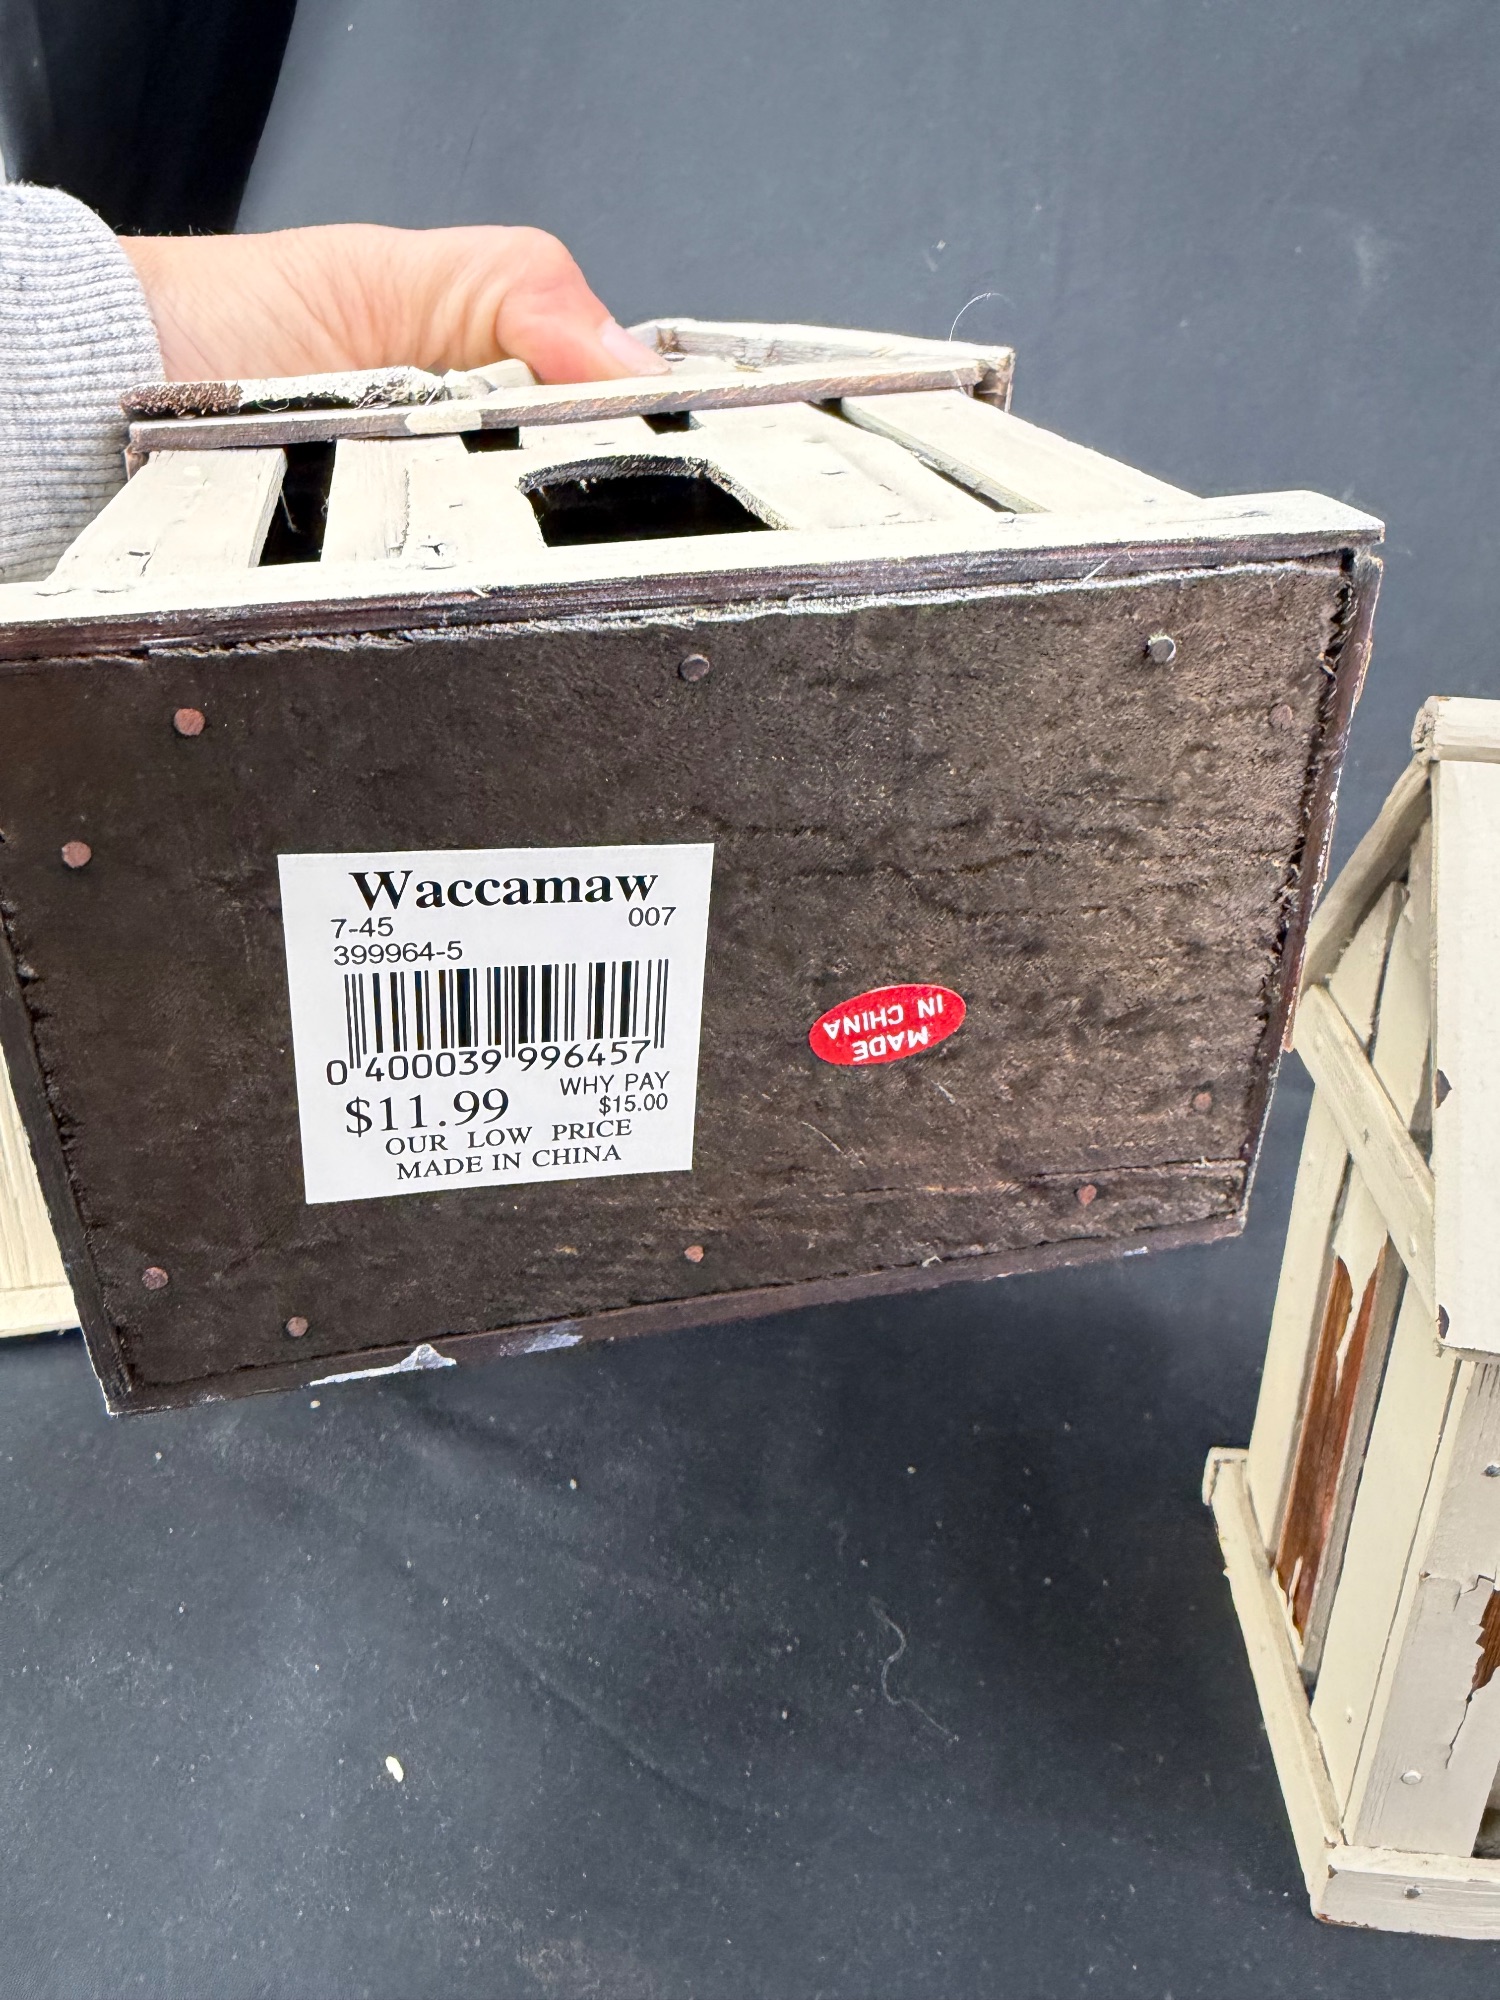 Waccamaw
7-45 007
399964-5
0 400039 996457
$11.99 WHY PAY $15.00
OUR LOW PRICE
MADE IN CHINA
MADE
IN CHINA